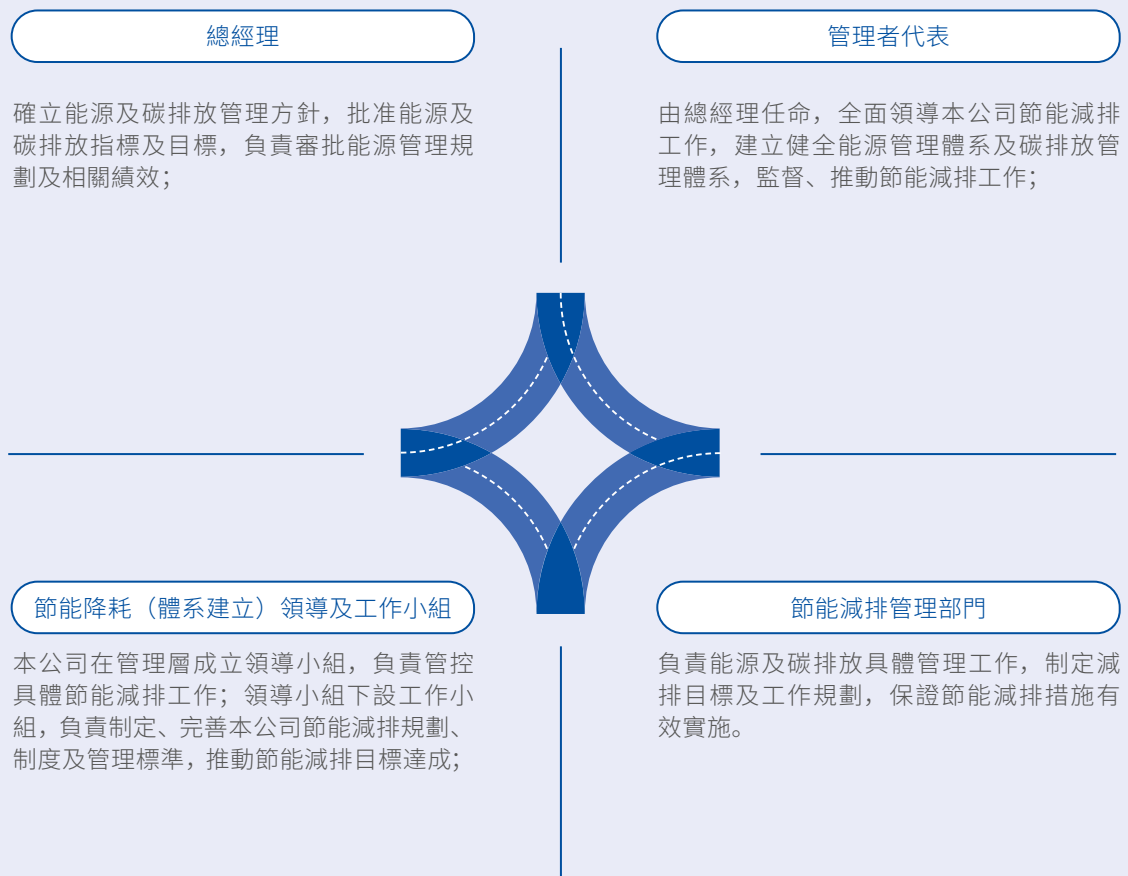 總經理
確立能源及碳排放管理方針，批准能源及
碳排放指標及目標，負責審批能源管理規
劃及相關績效；
管理者代表
由總經理任命，全面領導本公司節能減排
工作，建立健全能源管理體系及碳排放管
理體系，監督、推動節能減排工作；
節能降耗（體系建立）領導及工作小組
本公司在管理層成立領導小組，負責管控
具體節能減排工作；領導小組下設工作小
組，負責制定、完善本公司節能減排規劃、
制度及管理標準，推動節能減排目標達成；
節能減排管理部門
負責能源及碳排放具體管理工作，制定減
排目標及工作規劃，保證節能減排措施有
效實施。